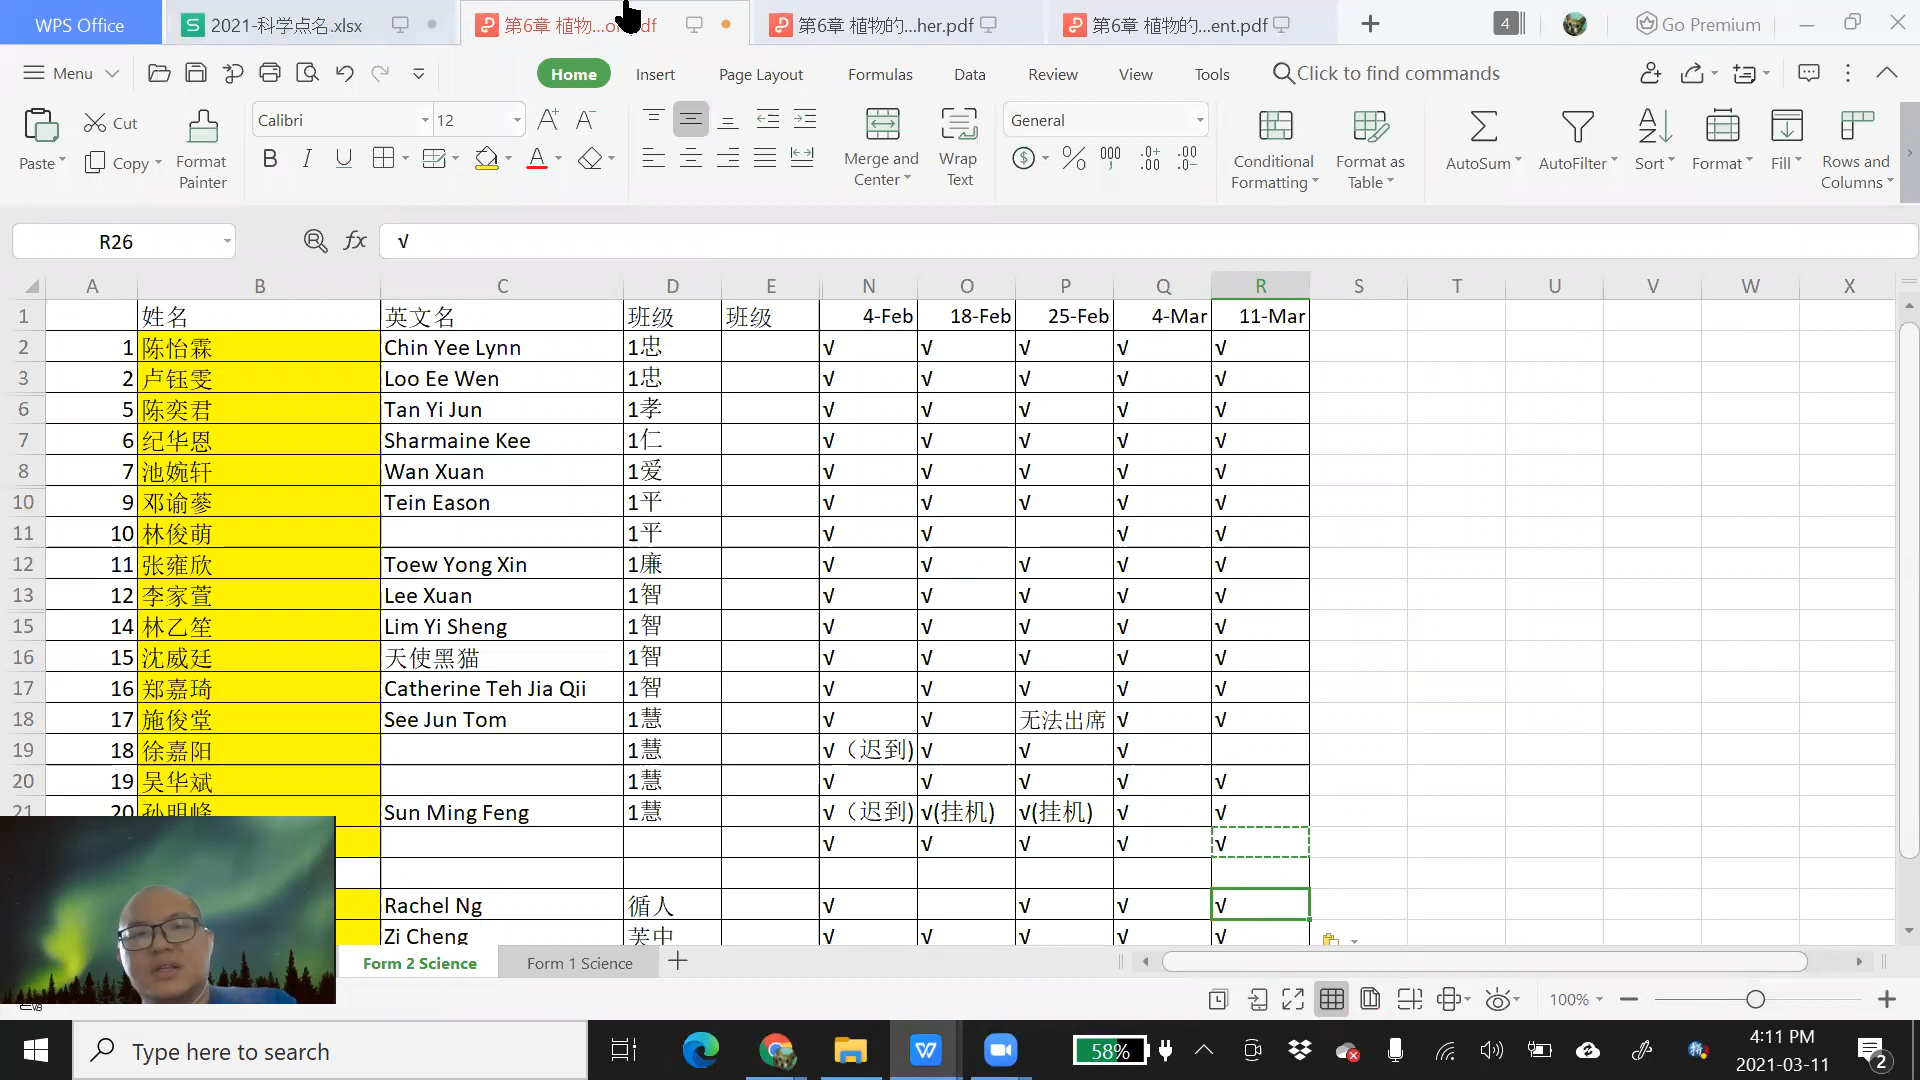 WPS Office
2021-科学点名.xlsx
第6章 植物...
第6章 植物的...her.pdf
第6章 植物的...ent.pdf
4
Go Premium
Menu
Home
Insert
Page Layout
Formulas
Data
Review
View
Tools
Click to find commands
Paste
Cut
Copy
Format Painter
Calibri
12
Merge and Center
Wrap Text
General
Conditional Formatting
Format as Table
AutoSum
AutoFilter
Sort
Format
Fill
Rows and Columns
R26
fx
√
A B C D E N O P Q R S T U V W X
1 姓名 英文名 班级 班级 4-Feb 18-Feb 25-Feb 4-Mar 11-Mar
2 1 陈怡霖 Chin Yee Lynn 1忠 √ √ √ √ √
3 2 卢钰雯 Loo Ee Wen 1忠 √ √ √ √ √
6 5 陈奕君 Tan Yi Jun 1孝 √ √ √ √ √
7 6 纪华恩 Sharmaine Kee 1仁 √ √ √ √ √
8 7 池婉轩 Wan Xuan 1爱 √ √ √ √ √
10 9 邓谕蓼 Tein Eason 1平 √ √ √ √ √
11 10 林俊萌 1平 √ √ √ √
12 11 张雍欣 Toew Yong Xin 1廉 √ √ √ √ √
13 12 李家萱 Lee Xuan 1智 √ √ √ √ √
15 14 林乙笙 Lim Yi Sheng 1智 √ √ √ √ √
16 15 沈威廷 天使黑猫 1智 √ √ √ √ √
17 16 郑嘉琦 Catherine Teh Jia Qii 1智 √ √ √ √ √
18 17 施俊堂 See Jun Tom 1慧 √ √ 无法出席 √ √
19 18 徐嘉阳 1慧 √（迟到) √ √ √
20 19 吴华斌 1慧 √ √ √ √ √
21 20 孙明峰 Sun Ming Feng 1慧 √（迟到) √(挂机) √(挂机) √ √
√ √ √ √ √
Rachel Ng 循人 √ √ √ √
Zi Cheng 芙中 √ √ √ √ √
Form 2 Science
Form 1 Science
100%
Type here to search
58%
4:11 PM
2021-03-11
2